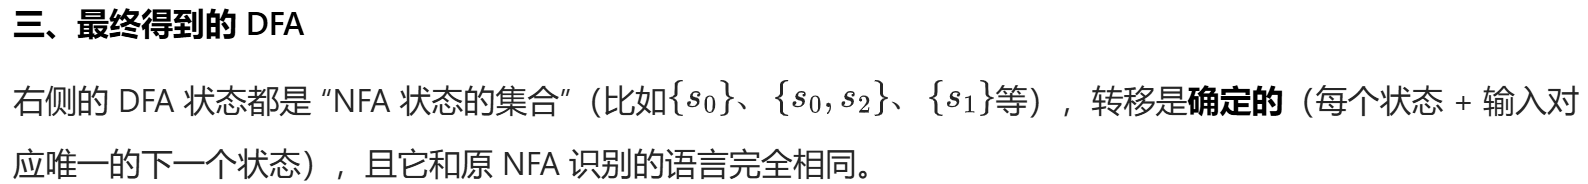 三、最终得到的 DFA
右侧的 DFA 状态都是 “NFA 状态的集合”（比如{s₀}、{s₀, s₂}、{s₁}等），转移是确定的（每个状态 + 输入对
应唯一的下一个状态），且它和原 NFA 识别的语言完全相同。